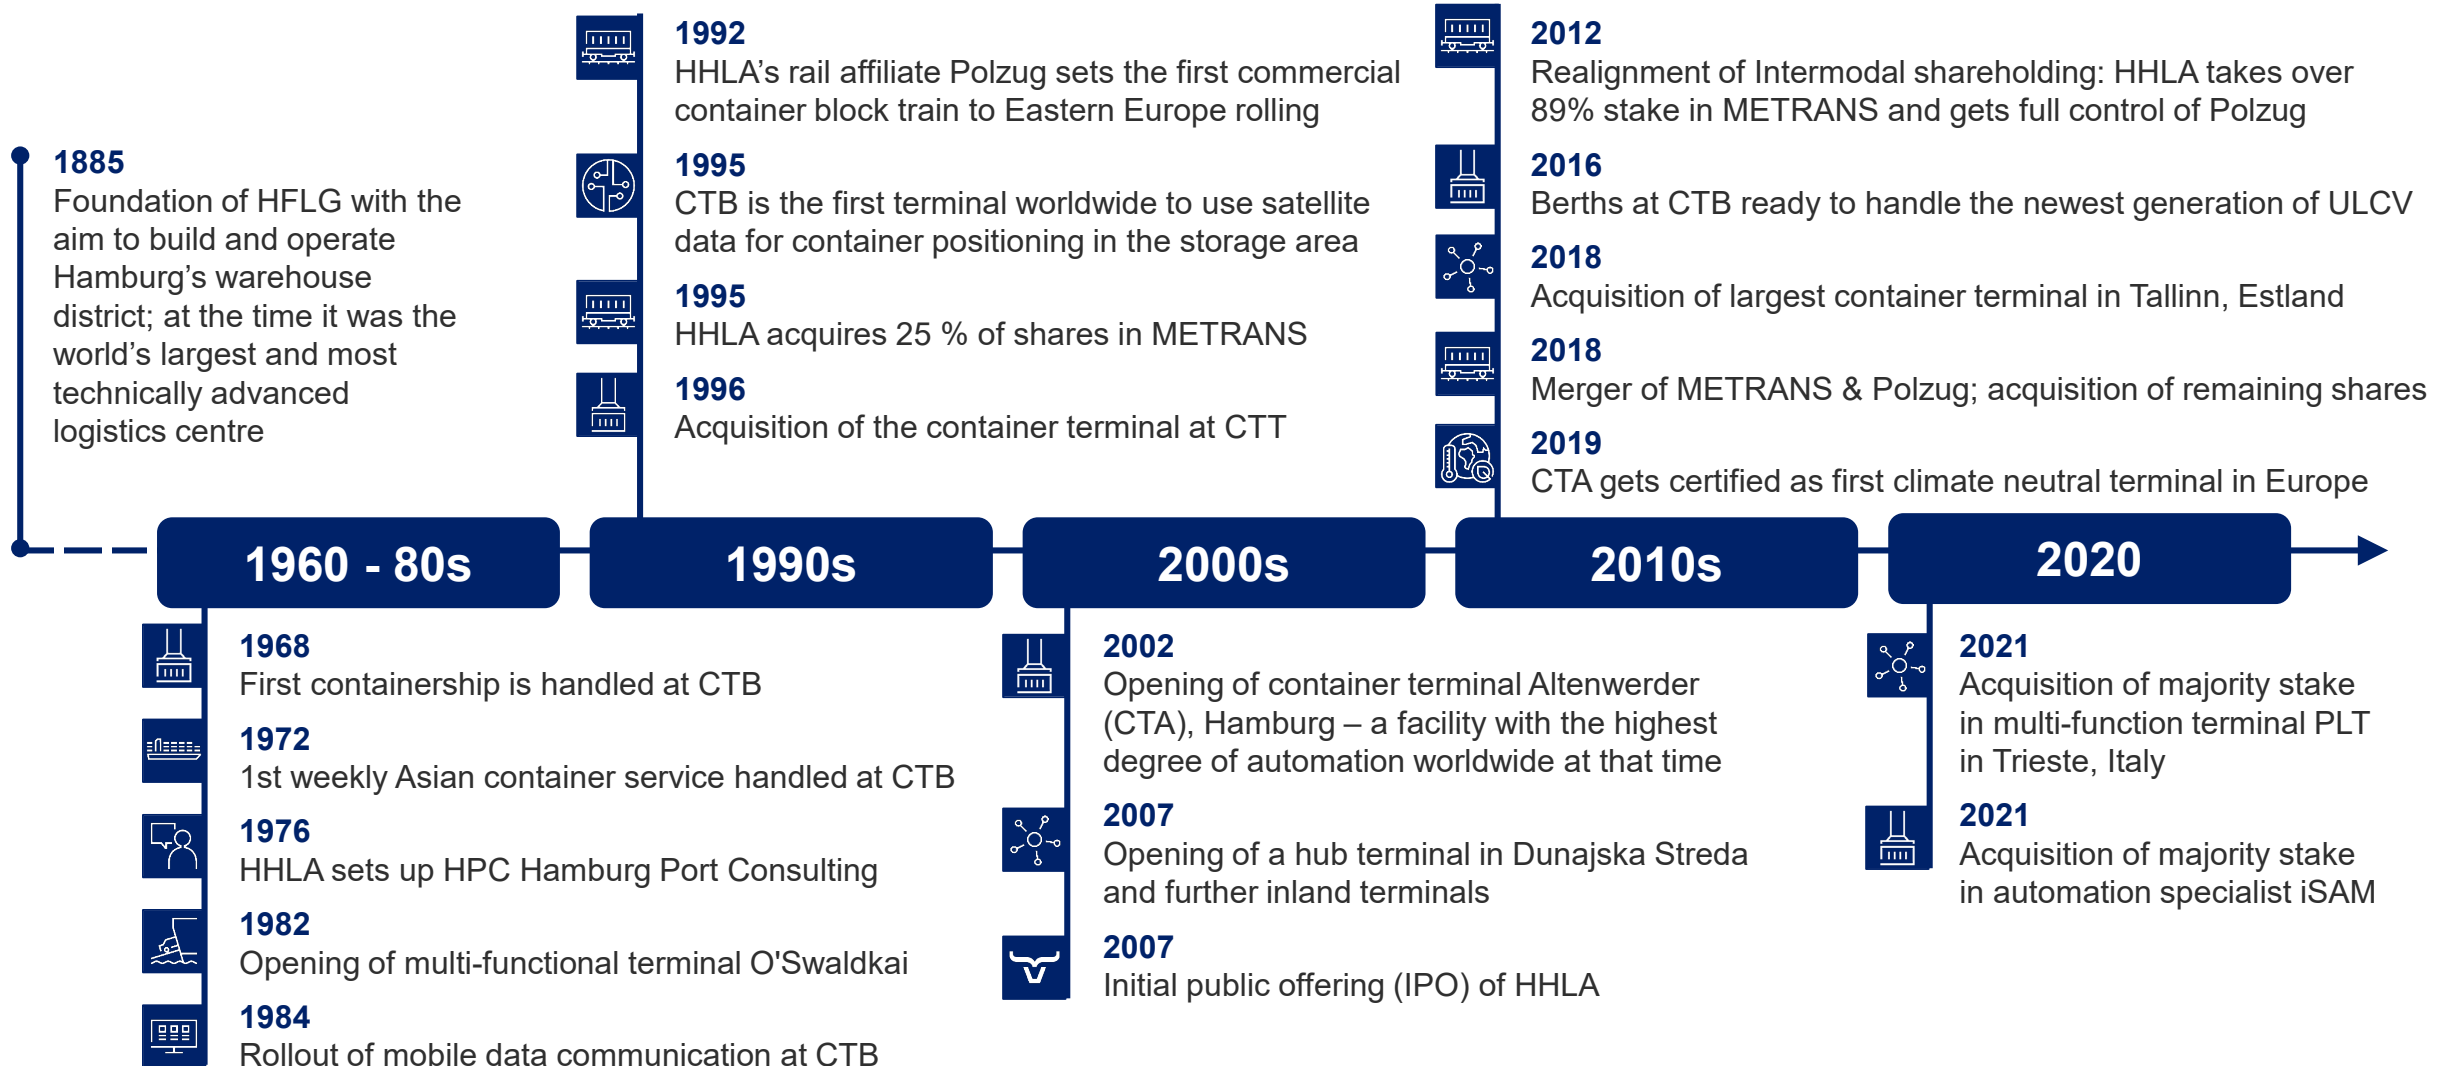 1885
Foundation of HFLG with the
aim to build and operate
Hamburg’s warehouse
district; at the time it was the
world’s largest and most
technically advanced
logistics centre
1992
HHLA’s rail affiliate Polzug sets the first commercial
container block train to Eastern Europe rolling
1995
CTB is the first terminal worldwide to use satellite
data for container positioning in the storage area
1995
HHLA acquires 25 % of shares in METRANS
1996
Acquisition of the container terminal at CTT
2012
Realignment of Intermodal shareholding: HHLA takes over
89% stake in METRANS and gets full control of Polzug
2016
Berths at CTB ready to handle the newest generation of ULCV
2018
Acquisition of largest container terminal in Tallinn, Estland
2018
Merger of METRANS & Polzug; acquisition of remaining shares
2019
CTA gets certified as first climate neutral terminal in Europe
1960 - 80s
1990s
2000s
2010s
2020
1968
First containership is handled at CTB
1972
1st weekly Asian container service handled at CTB
1976
HHLA sets up HPC Hamburg Port Consulting
1982
Opening of multi-functional terminal O'Swaldkai
1984
Rollout of mobile data communication at CTB
2002
Opening of container terminal Altenwerder
(CTA), Hamburg – a facility with the highest
degree of automation worldwide at that time
2007
Opening of a hub terminal in Dunajska Streda
and further inland terminals
2007
Initial public offering (IPO) of HHLA
2021
Acquisition of majority stake
in multi-function terminal PLT
in Trieste, Italy
2021
Acquisition of majority stake
in automation specialist iSAM